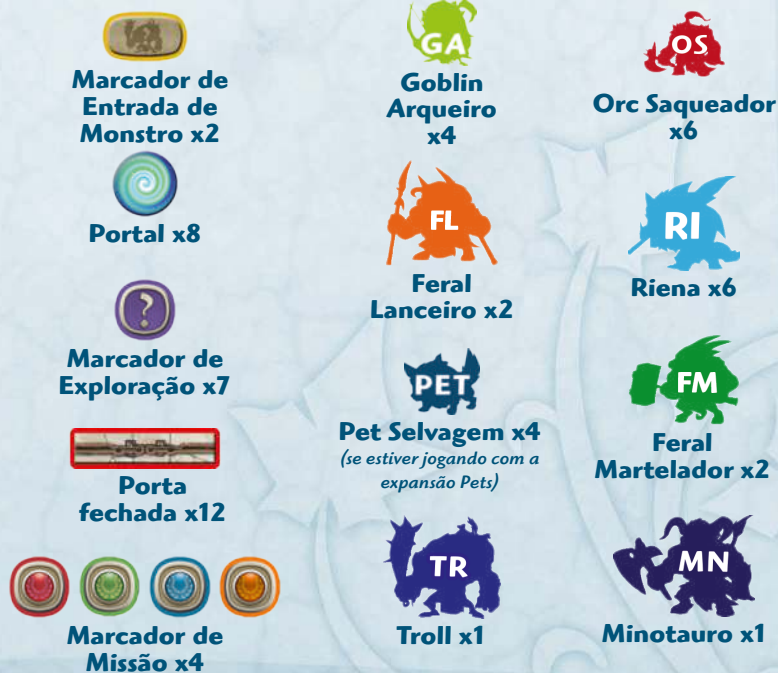 Marcador de
Entrada de
Monstro x2
Portal x8
?
Marcador de
Exploração x7
Porta
fechada x12
Marcador de
Missão x4
GA
Goblin
Arqueiro
x4
FL
Feral
Lanceiro x2
PET
Pet Selvagem x4
(se estiver jogando com a
expansão Pets)
TR
Troll x1
OS
Orc Saqueador
x6
RI
Riena x6
FM
Feral
Martelador x2
MN
Minotauro x1